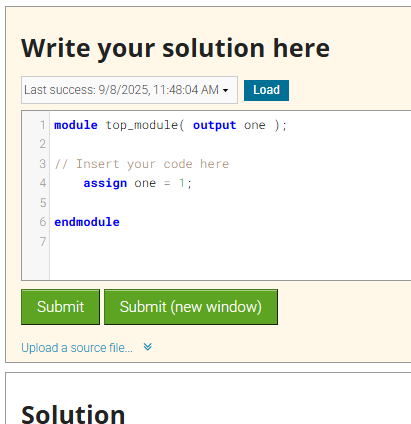 Write your solution here
Last success: 9/8/2025, 11:48:04 AM Load
1 module top_module( output one );
2
3 // Insert your code here
4 assign one = 1;
5
6 endmodule
7
Submit Submit (new window)
Upload a source file...
Solution